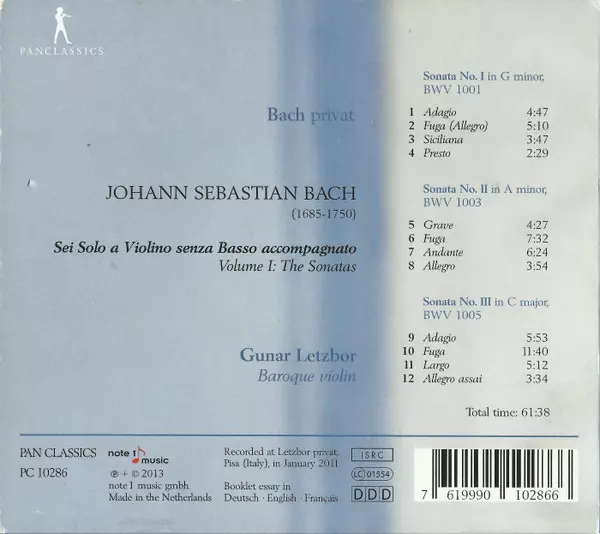 PANCLASSICS
Bach privat
JOHANN SEBASTIAN BACH
(1685-1750)
Sei Solo a Violino senza Basso accompagnato
Volume I: The Sonatas
Gunar Letzbor
Baroque violin
Sonata No. I in G minor,
BWV 1001
1 Adagio 4:47
2 Fuga (Allegro) 5:10
3 Siciliana 3:47
4 Presto 2:29
Sonata No. II in A minor,
BWV 1003
5 Grave 4:27
6 Fuga 7:32
7 Andante 6:24
8 Allegro 3:54
Sonata No. III in C major,
BWV 1005
9 Adagio 5:53
10 Fuga 11:40
11 Largo 5:12
12 Allegro assai 3:34
Total time: 61:38
PAN CLASSICS
PC 10286
note 1 music
℗ + © 2013
note 1 music gmbh
Made in the Netherlands
Recorded at Letzbor privat,
Pisa (Italy), in January 2011
Booklet essay in
Deutsch · English · Français
ISRC
LC 01554
DDD
7 619990 102866